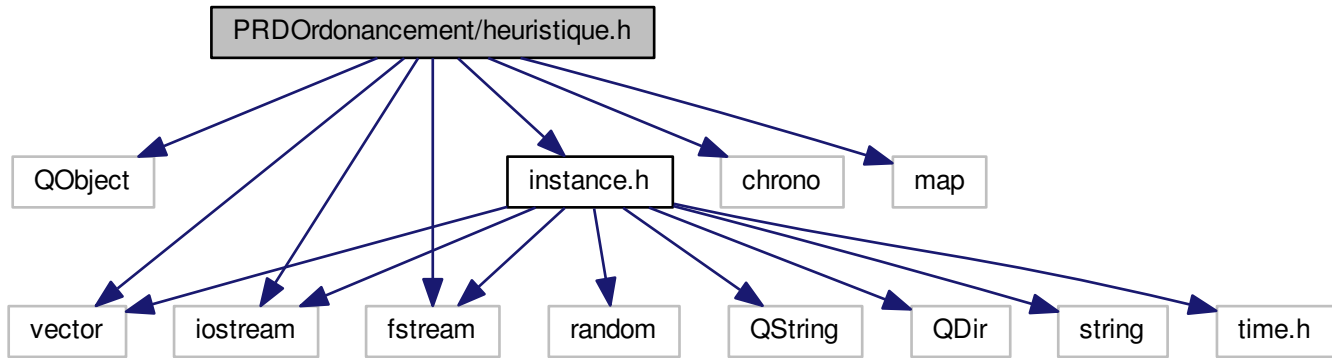 PRDOrdonancement/heuristique.h
QObject
instance.h
chrono
map
vector
iostream
fstream
random
QString
QDir
string
time.h